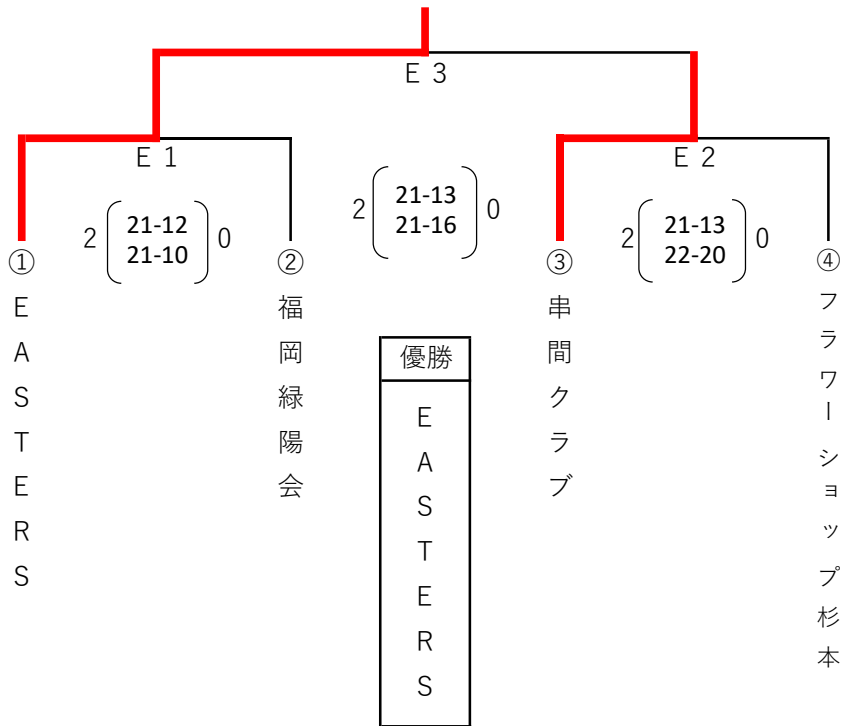 E 3
E 1
E 2
2 21-12 21-10 0
2 21-13 21-16 0
2 21-13 22-20 0
① EASTERS
② 福岡緑陽会
③ 串間クラブ
④ フラワーショップ杉本
優勝
EASTERS